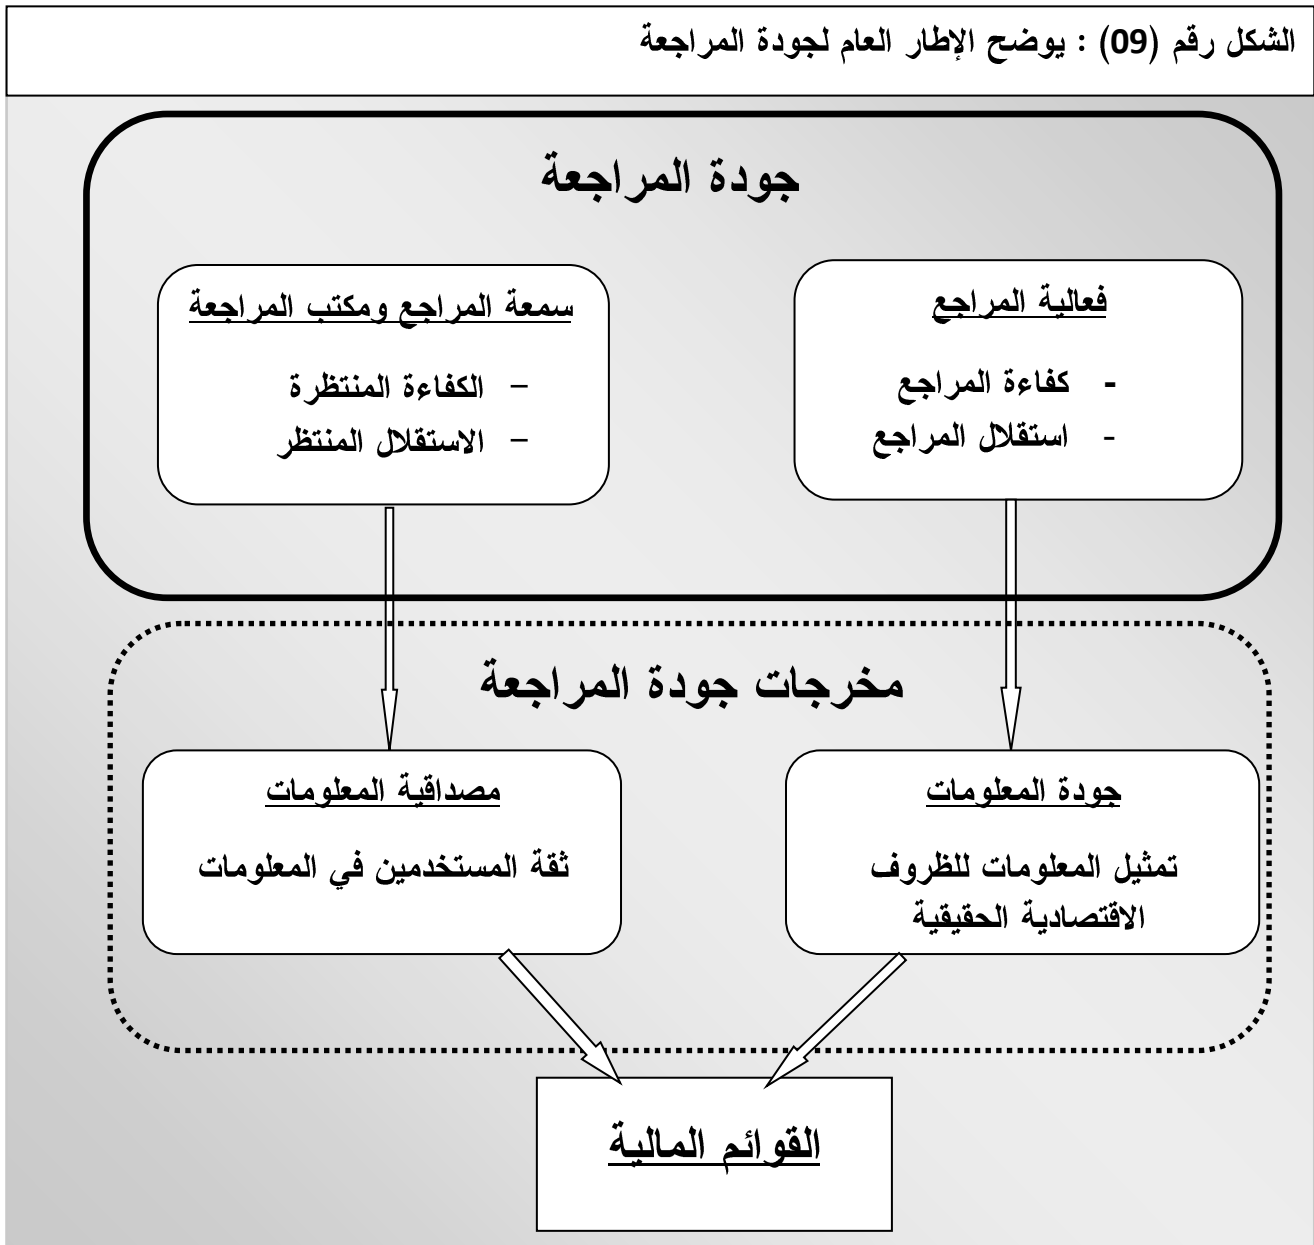 الشكل رقم (09) : يوضح الإطار العام لجودة المراجعة
جودة المراجعة
فعالية المراجع
- كفاءة المراجع
- استقلال المراجع
سمعة المراجع ومكتب المراجعة
– الكفاءة المنتظرة
– الاستقلال المنتظر
مخرجات جودة المراجعة
جودة المعلومات
تمثيل المعلومات للظروف
الاقتصادية الحقيقية
مصداقية المعلومات
ثقة المستخدمين في المعلومات
القوائم المالية